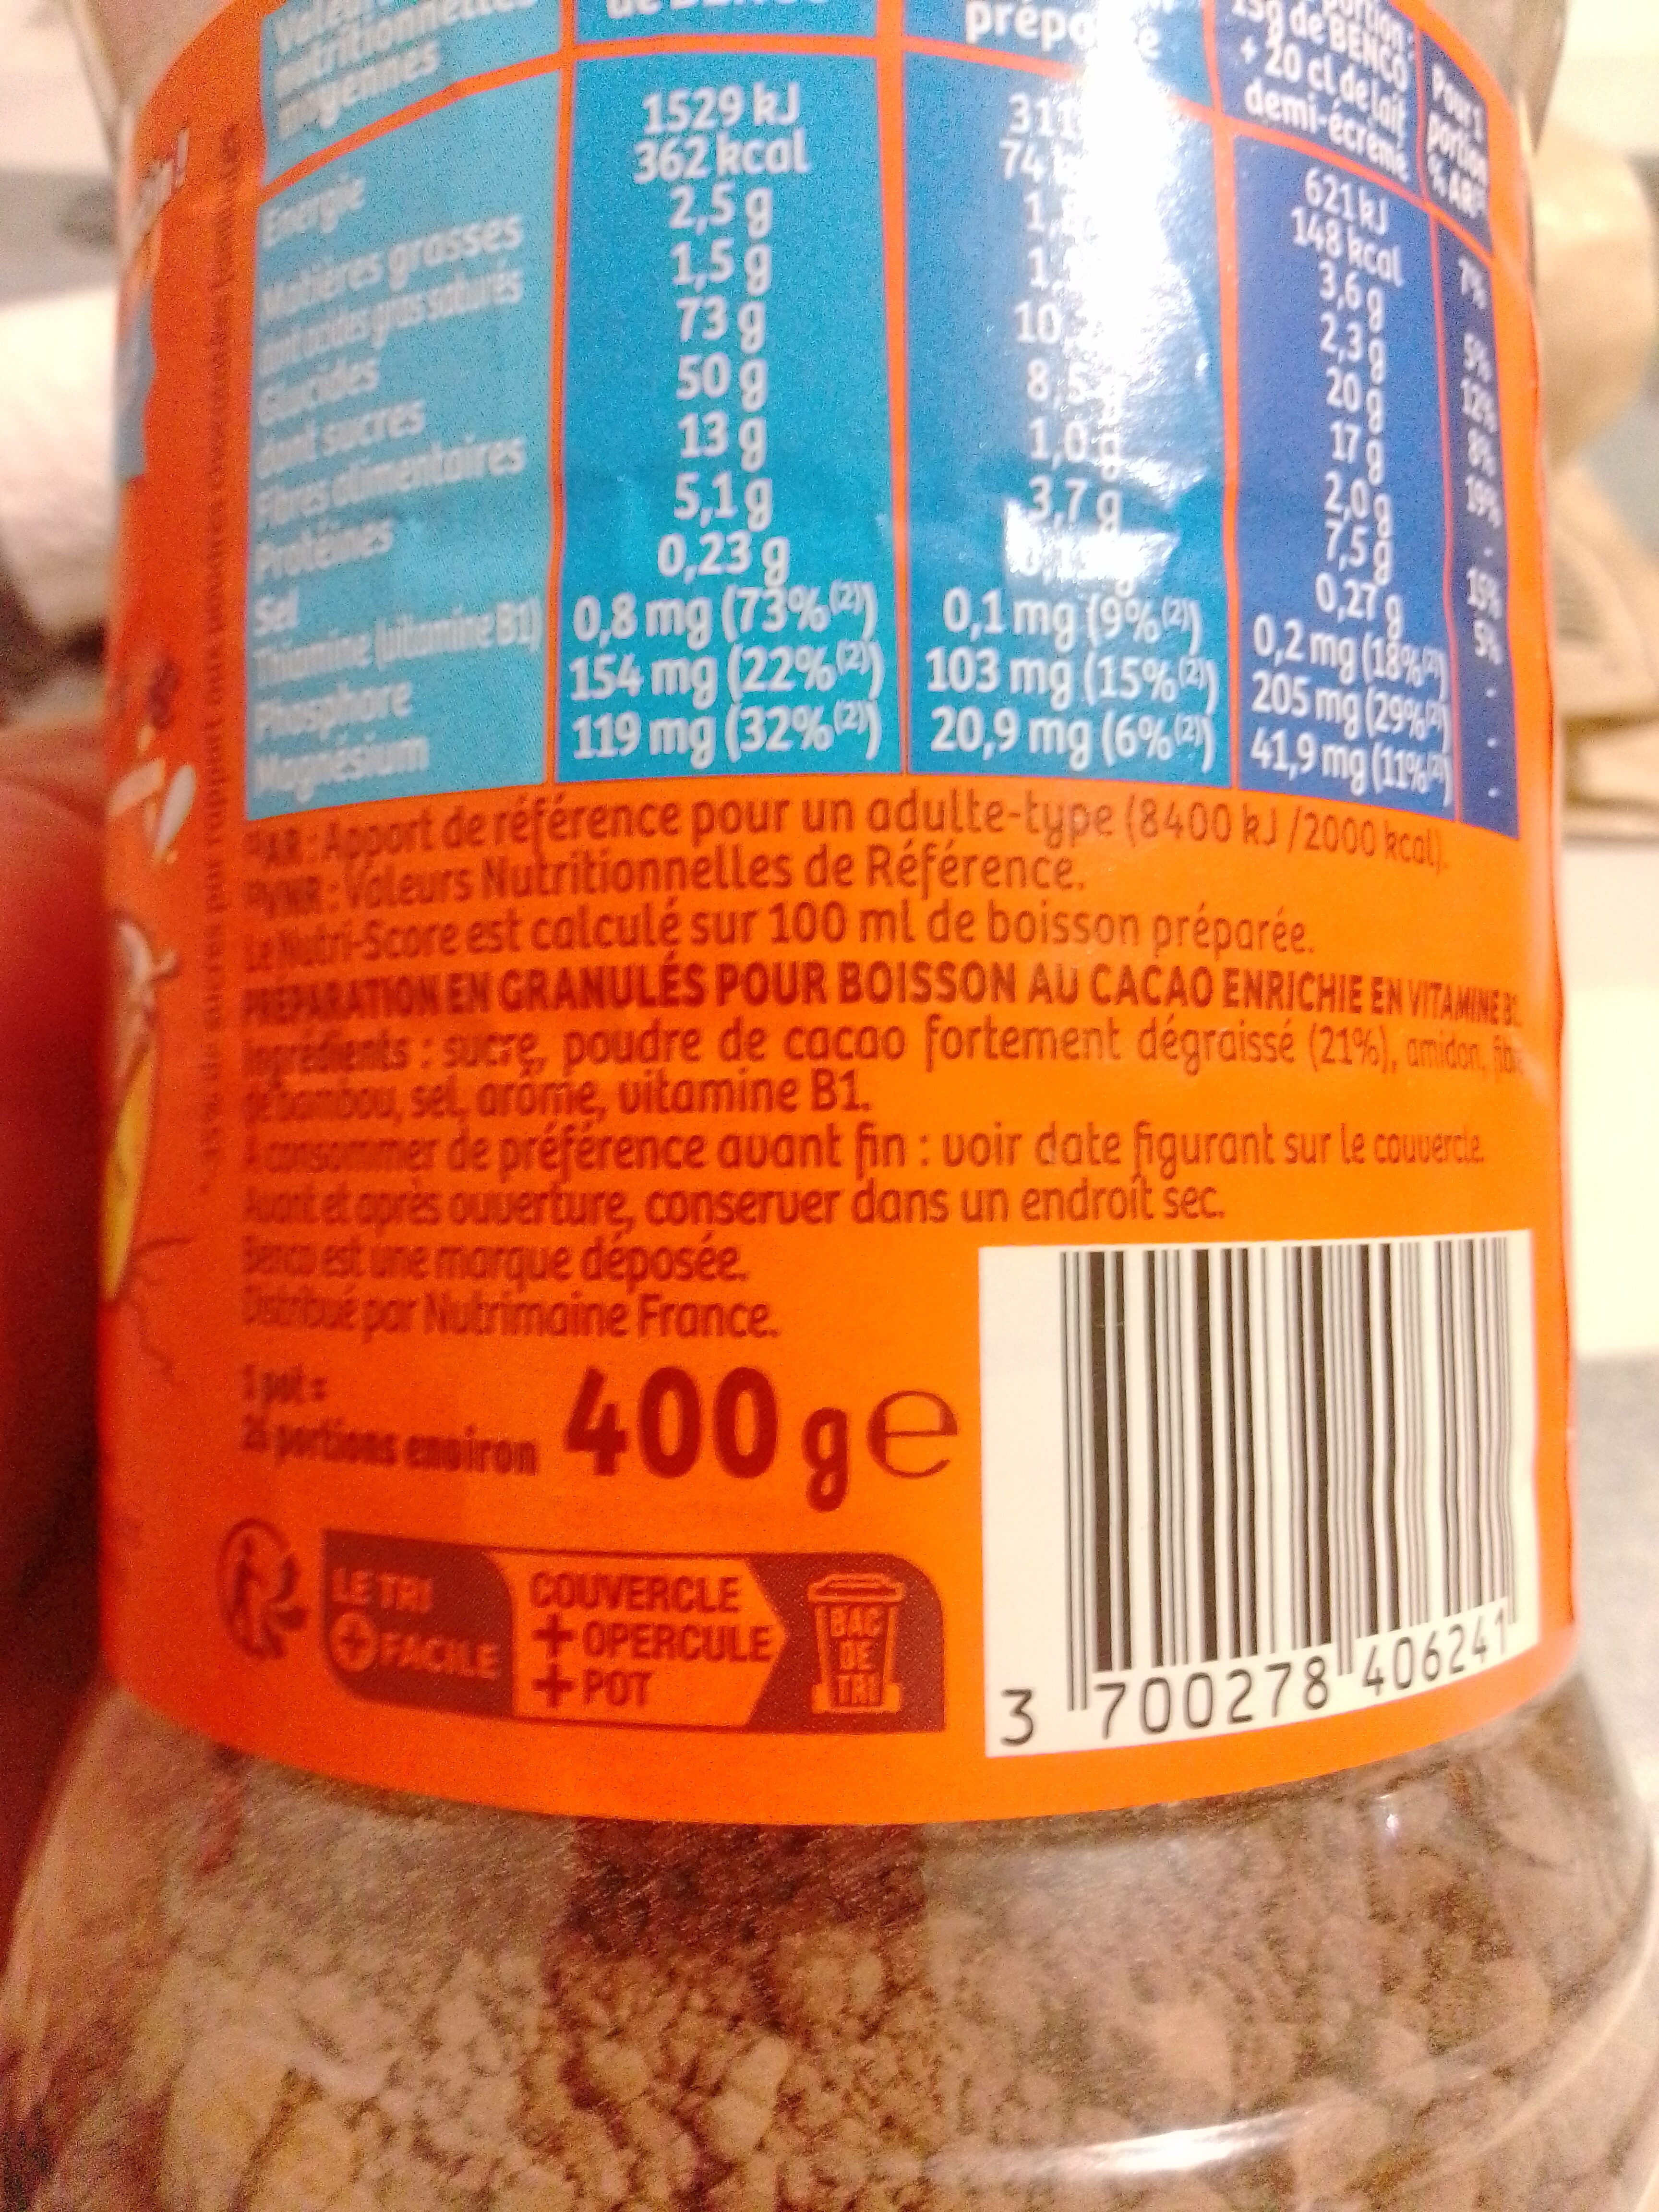 Valeurs
nutritionnelles
moyennes
de BENCO
préparée
portion :
15g de BENCO
+ 20 cl de lait
demi-écrémé
Pour 1
portion
% AR
Energie 1529 kJ 621 kJ
362 kcal 148 kcal 7%
Matières grasses 2,5 g 3,6 g 5%
dont acides gras saturés 1,5 g 2,3 g 12%
Glucides 73 g 20 g 8%
dont sucres 50 g 8,5 g 17 g 19%
Fibres alimentaires 13 g 1,0 g 2,0 g -
Protéines 5,1 g 3,7 g 7,5 g 15%
Sel 0,23 g 0,27 g 5%
Thiamine (vitamine B1) 0,8 mg (73%(2)) 0,1 mg (9%(2)) 0,2 mg (18%(2)) -
Phosphore 154 mg (22%(2)) 103 mg (15%(2)) 205 mg (29%(2)) -
Magnésium 119 mg (32%(2)) 20,9 mg (6%(2)) 41,9 mg (11%(2)) -
(1)AR : Apport de référence pour un adulte-type (8400 kJ /2000 kcal).
(2)VNR : Valeurs Nutritionnelles de Référence.
Le Nutri-Score est calculé sur 100 ml de boisson préparée.
PRÉPARATION EN GRANULÉS POUR BOISSON AU CACAO ENRICHIE EN VITAMINE B1.
Ingrédients : sucre, poudre de cacao fortement dégraissé (21%), amidon, fibre
de bambou, sel, arôme, vitamine B1.
A consommer de préférence avant fin : voir date figurant sur le couvercle.
Avant et après ouverture, conserver dans un endroit sec.
Benco est une marque déposée.
Distribué par Nutrimaine France.
1 pot =
26 portions environ
400 g e
LE TRI
+ FACILE
COUVERCLE
+ OPERCULE
+ POT
BAC
DE
TRI
3 700278 406241